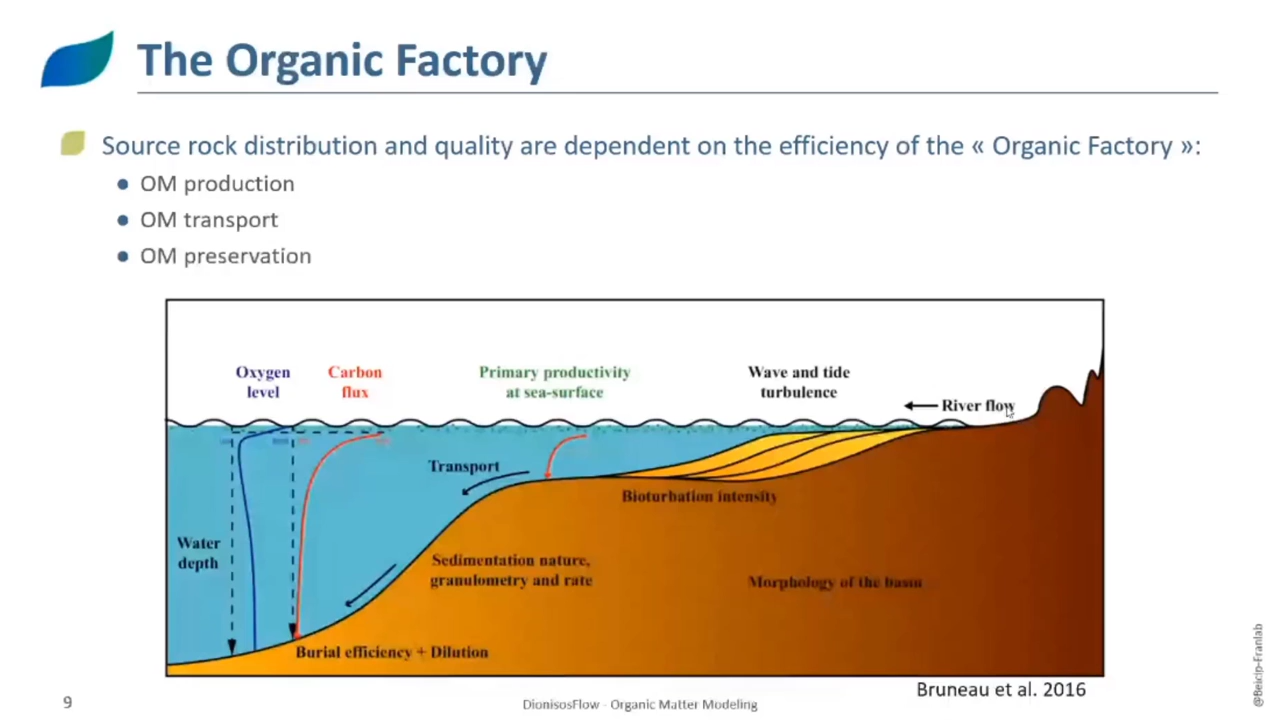 The Organic Factory
Source rock distribution and quality are dependent on the efficiency of the « Organic Factory »:
OM production
OM transport
OM preservation
Oxygen
level
Carbon
flux
Primary productivity
at sea-surface
Wave and tide
turbulence
River flow
Transport
Bioturbation intensity
Water
depth
Sedimentation nature,
granulometry and rate
Morphology of the basin
Burial efficiency + Dilution
Bruneau et al. 2016
9
DionisosFlow - Organic Matter Modeling
@Beicip-Franlab